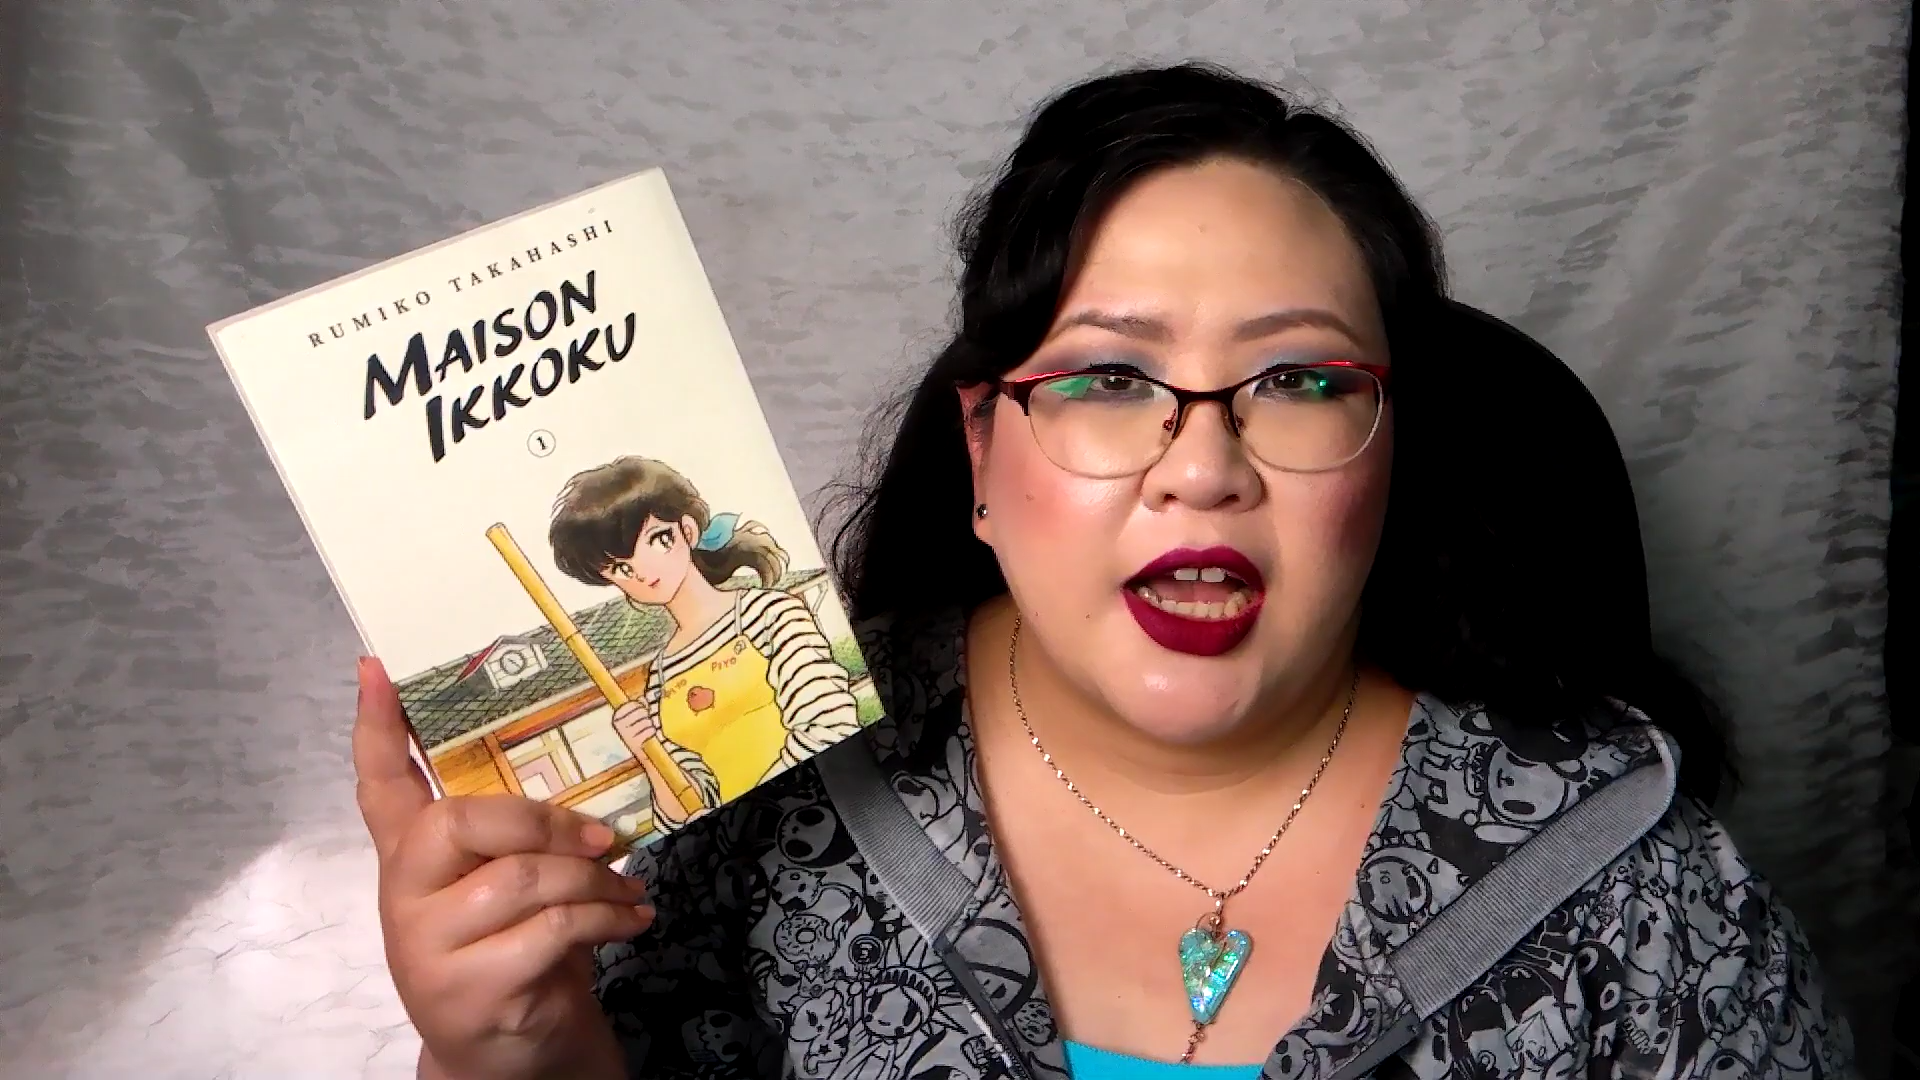 RUMIKO TAKAHASHI
MAISON
IKKOKU
1
PIYO
PIYO